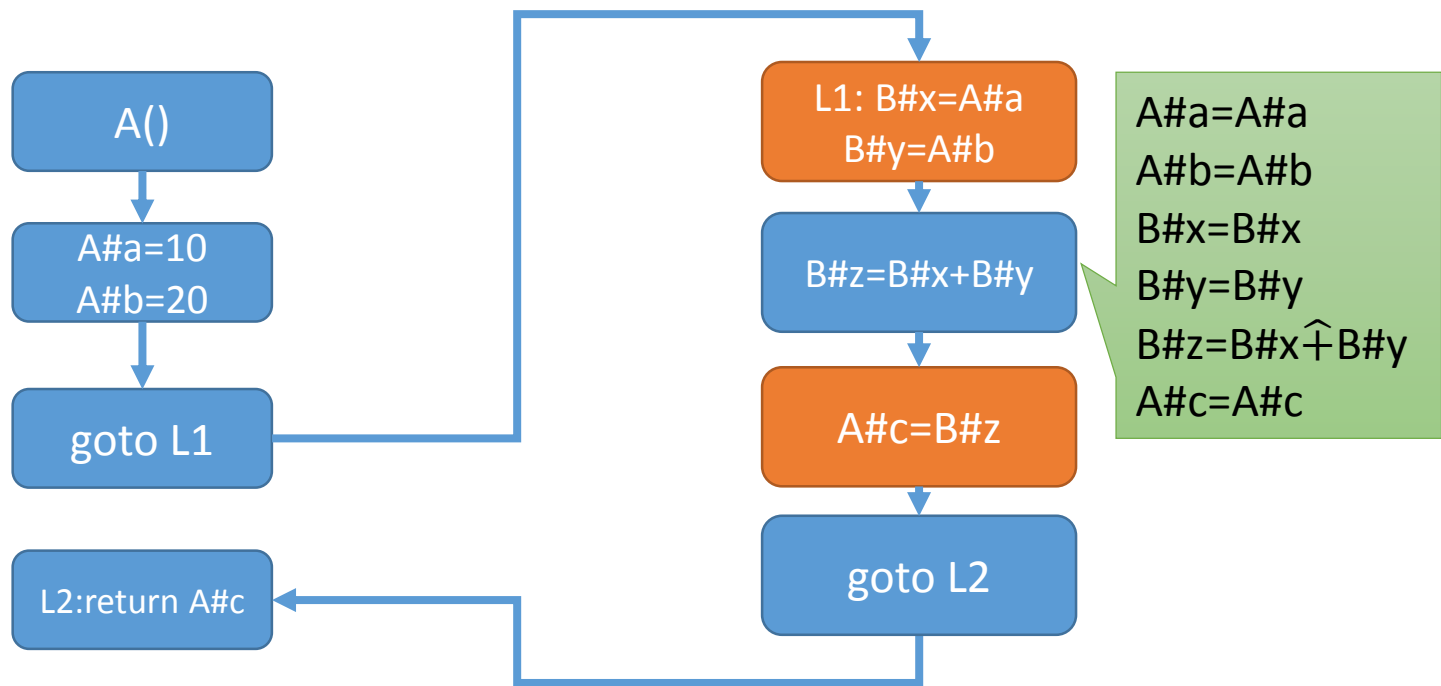 A()
A#a=10
A#b=20
goto L1
L2:return A#c
L1: B#x=A#a
B#y=A#b
B#z=B#x+B#y
A#c=B#z
goto L2
A#a=A#a
A#b=A#b
B#x=B#x
B#y=B#y
B#z=B#x+̂B#y
A#c=A#c